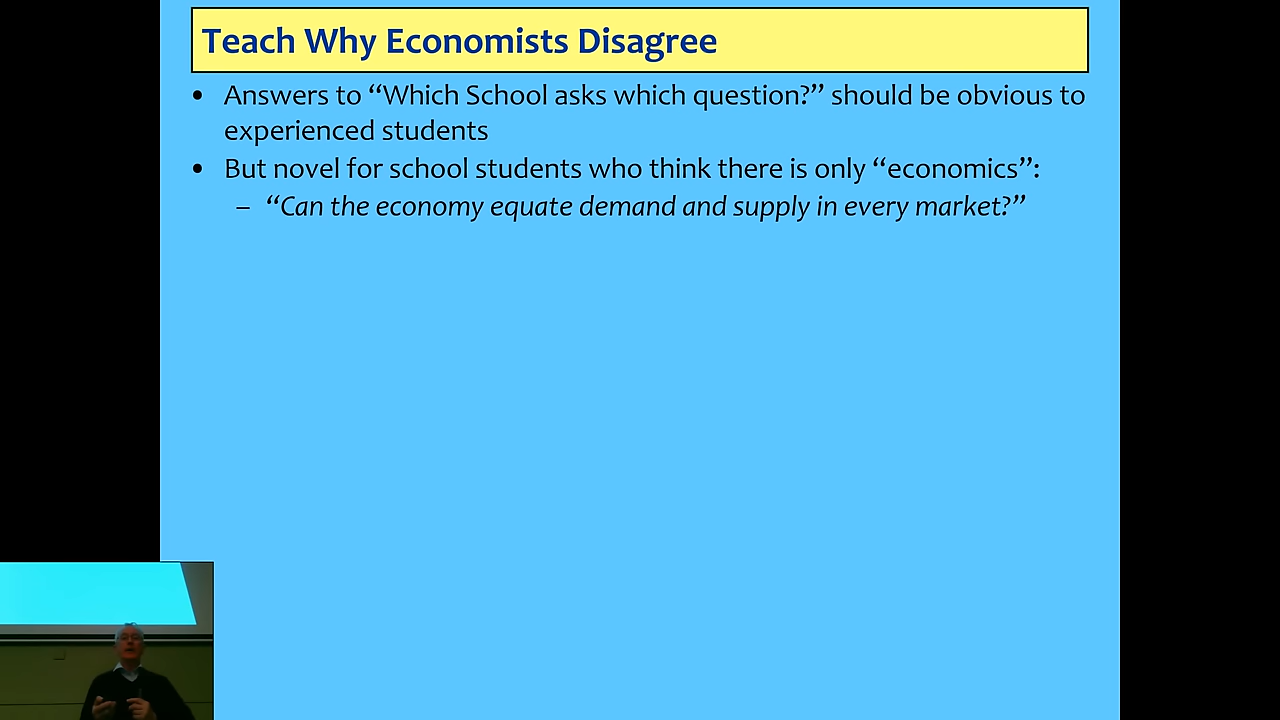 Teach Why Economists Disagree
• Answers to “Which School asks which question?” should be obvious to
experienced students
• But novel for school students who think there is only “economics”:
– “Can the economy equate demand and supply in every market?”